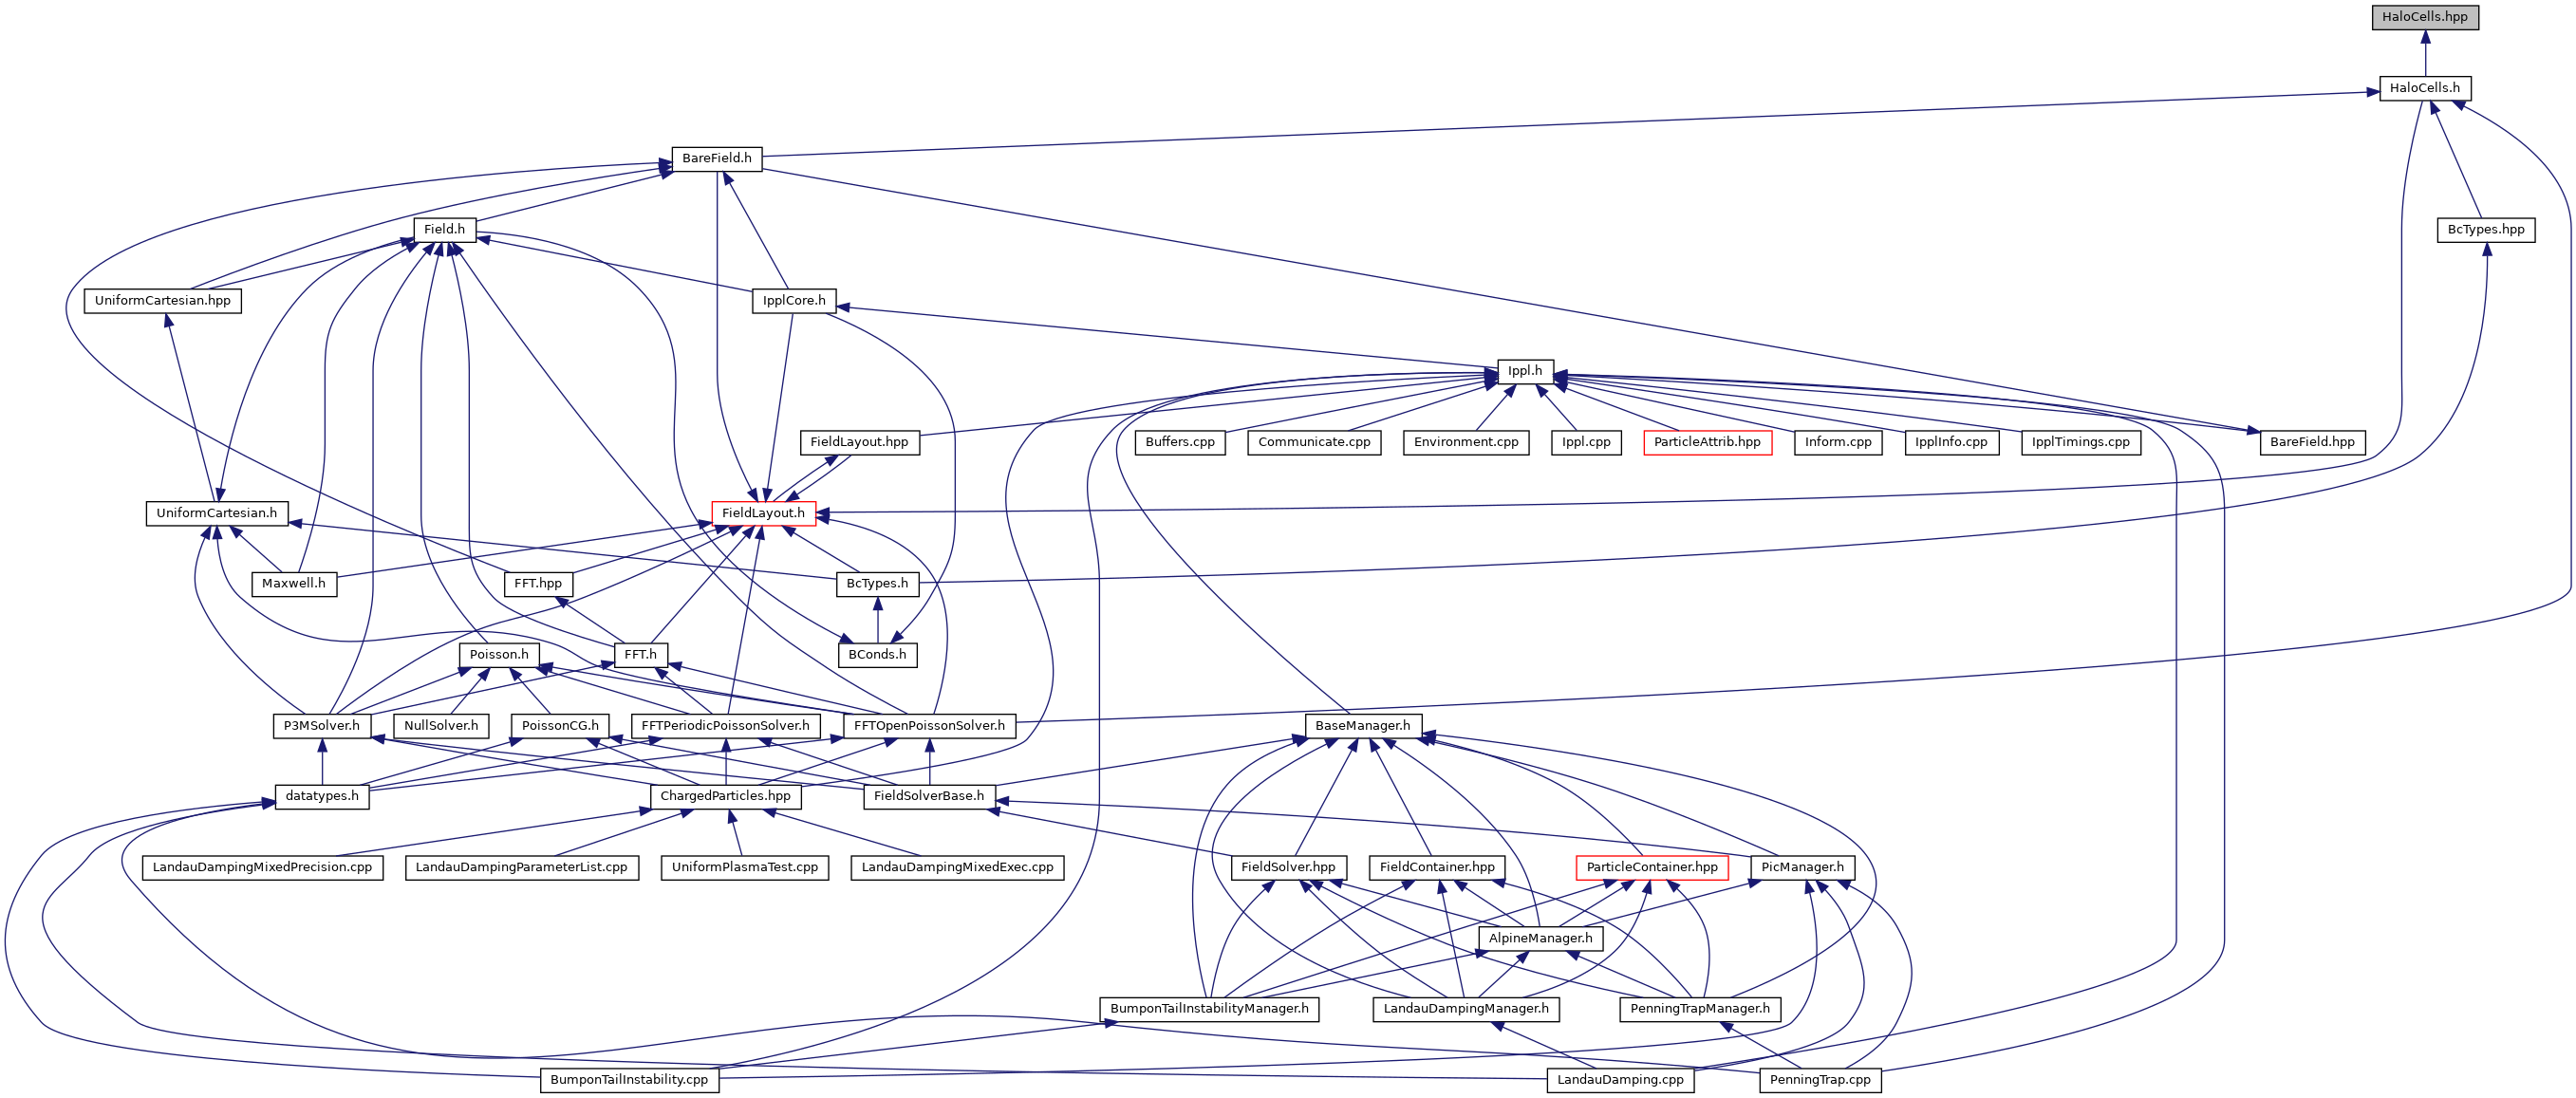 HaloCells.hpp
HaloCells.h
BareField.h
Field.h
BcTypes.hpp
UniformCartesian.hpp
IpplCore.h
Ippl.h
FieldLayout.hpp
Buffers.cpp
Communicate.cpp
Environment.cpp
Ippl.cpp
ParticleAttrib.hpp
Inform.cpp
IpplInfo.cpp
IpplTimings.cpp
BareField.hpp
UniformCartesian.h
FieldLayout.h
Maxwell.h
FFT.hpp
BcTypes.h
Poisson.h
FFT.h
BConds.h
P3MSolver.h
NullSolver.h
PoissonCG.h
FFTPeriodicPoissonSolver.h
FFTOpenPoissonSolver.h
BaseManager.h
datatypes.h
ChargedParticles.hpp
FieldSolverBase.h
LandauDampingMixedPrecision.cpp
LandauDampingParameterList.cpp
UniformPlasmaTest.cpp
LandauDampingMixedExec.cpp
FieldSolver.hpp
FieldContainer.hpp
ParticleContainer.hpp
PicManager.h
AlpineManager.h
BumponTailInstabilityManager.h
LandauDampingManager.h
PenningTrapManager.h
BumponTailInstability.cpp
LandauDamping.cpp
PenningTrap.cpp